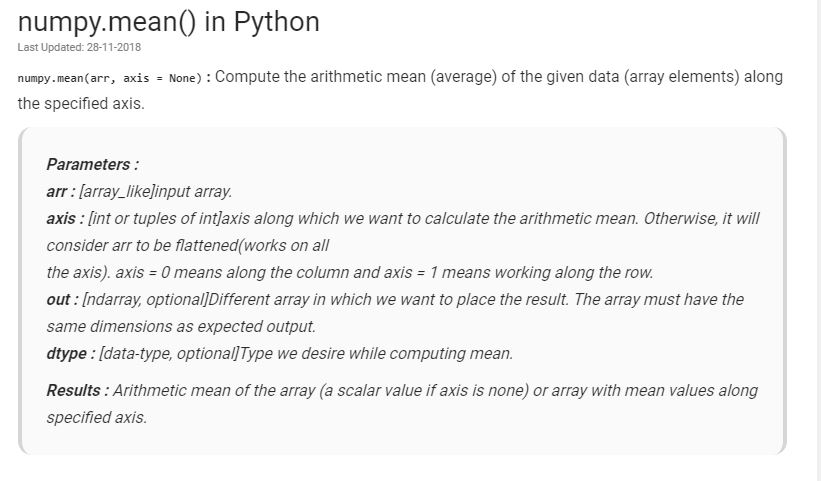 numpy.mean() in Python
Last Updated: 28-11-2018
numpy.mean(arr, axis = None) : Compute the arithmetic mean (average) of the given data (array elements) along
the specified axis.
Parameters :
arr : [array_like]input array.
axis : [int or tuples of int]axis along which we want to calculate the arithmetic mean. Otherwise, it will
consider arr to be flattened(works on all
the axis). axis = 0 means along the column and axis = 1 means working along the row.
out : [ndarray, optional]Different array in which we want to place the result. The array must have the
same dimensions as expected output.
dtype : [data-type, optional]Type we desire while computing mean.
Results : Arithmetic mean of the array (a scalar value if axis is none) or array with mean values along
specified axis.